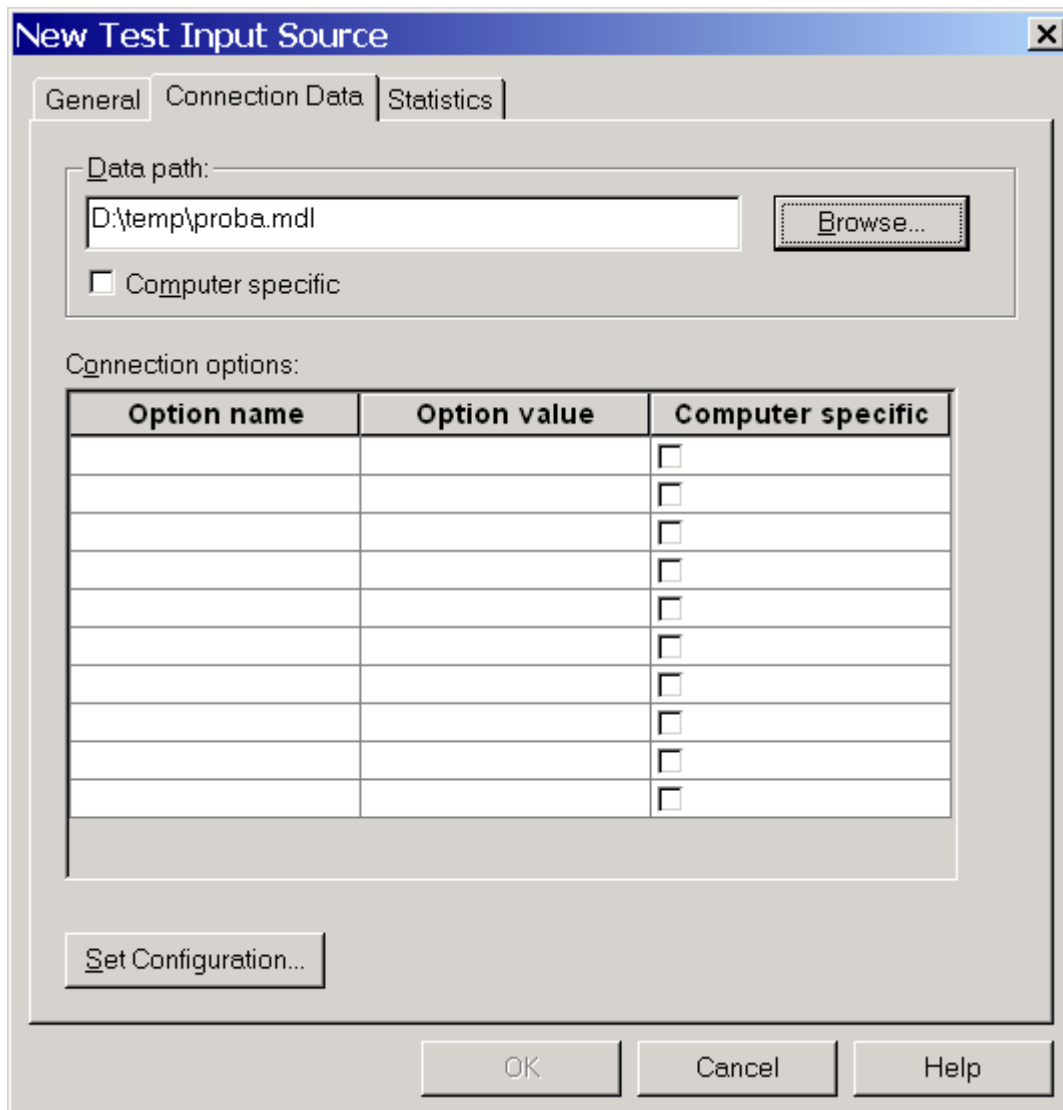 New Test Input Source
General Connection Data Statistics
Data path:
D:\temp\proba.mdl
Browse...
Computer specific
Connection options:
Option name Option value Computer specific
Set Configuration...
OK Cancel Help